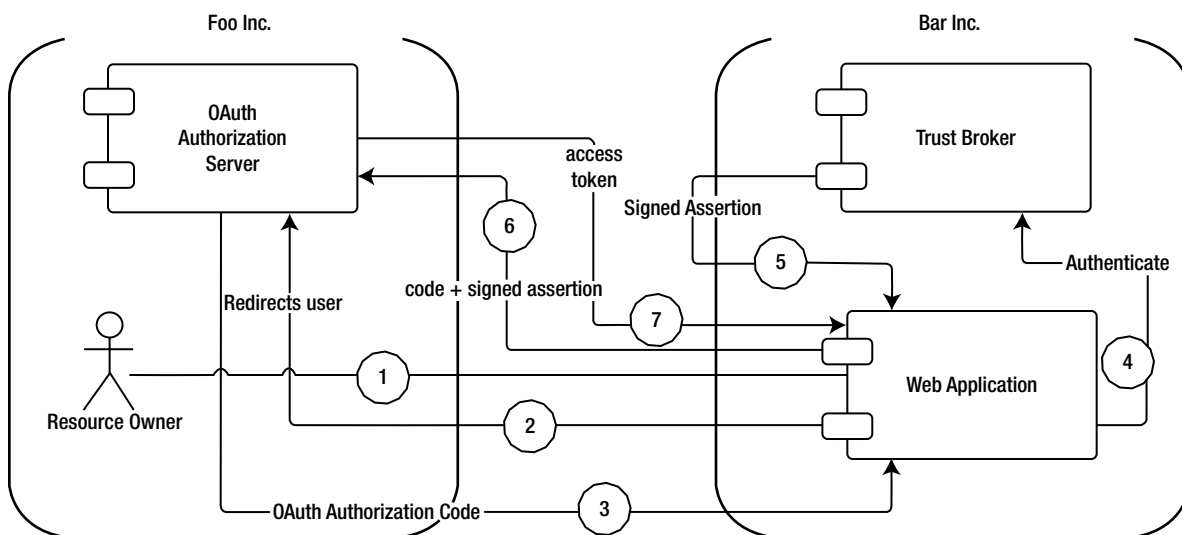 Foo Inc.
Bar Inc.
OAuth
Authorization
Server
Trust Broker
access
token
Signed Assertion
6
5
Authenticate
Redirects user
code + signed assertion
7
4
1
Web Application
Resource Owner
2
OAuth Authorization Code
3